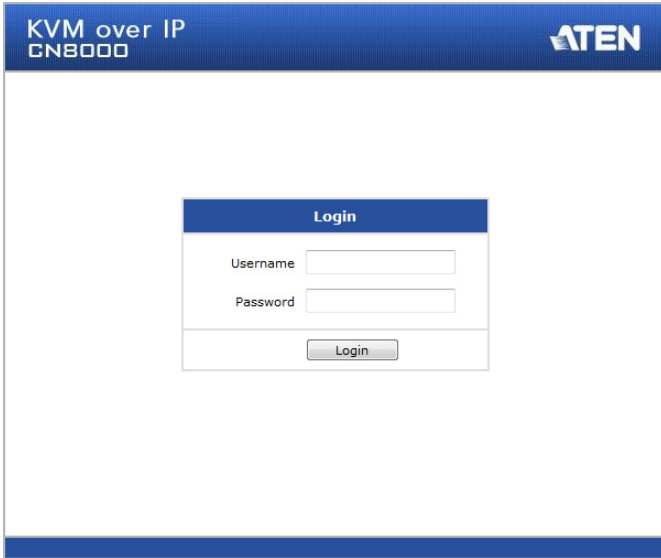 KVM over IP
CN8000
ATEN
Login
Username
Password
Login